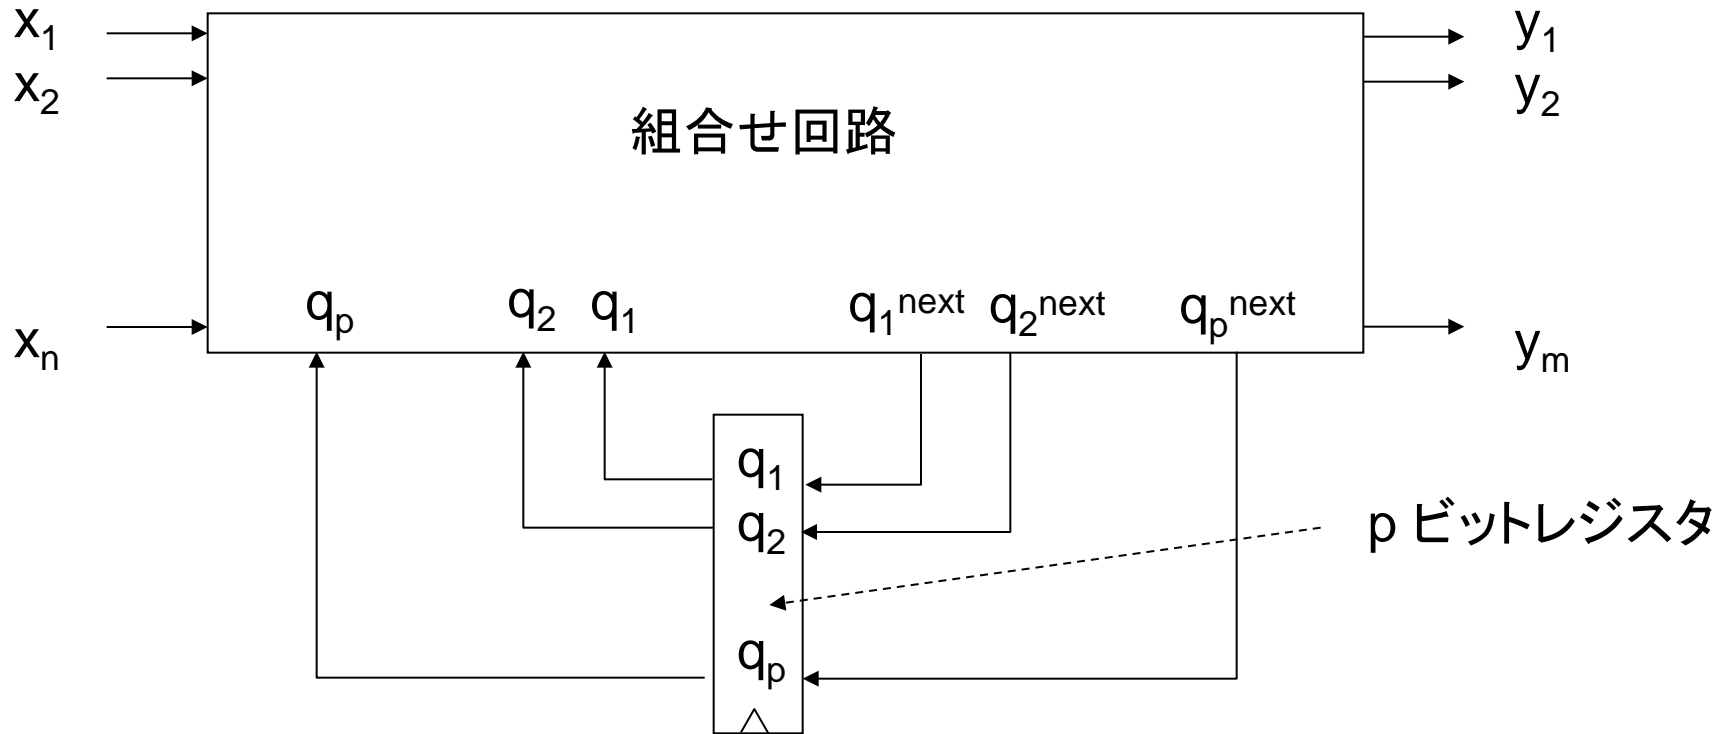 x₁
y₁
x₂
y₂
組合せ回路
qₚ q₂ q₁ q₁ⁿᵉˣᵗ q₂ⁿᵉˣᵗ qₚⁿᵉˣᵗ
xₙ
yₘ
q₁
q₂
p ビットレジスタ
qₚ